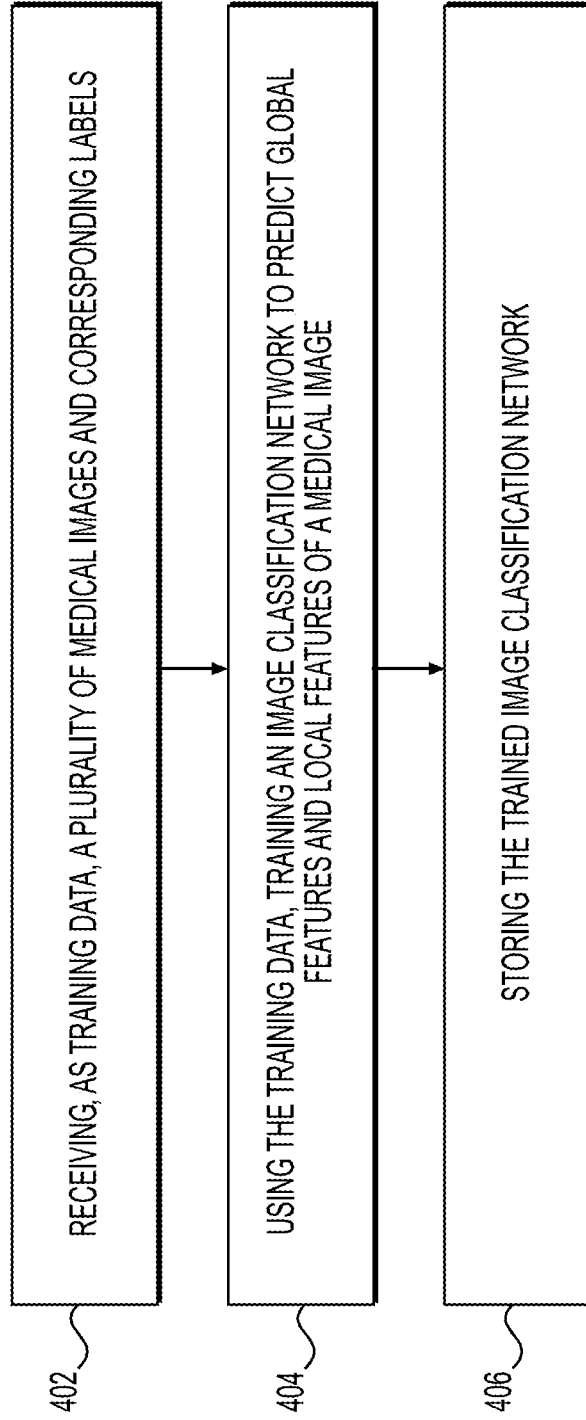 402
RECEIVING, AS TRAINING DATA, A PLURALITY OF MEDICAL IMAGES AND CORRESPONDING LABELS
404
USING THE TRAINING DATA, TRAINING AN IMAGE CLASSIFICATION NETWORK TO PREDICT GLOBAL
FEATURES AND LOCAL FEATURES OF A MEDICAL IMAGE
406
STORING THE TRAINED IMAGE CLASSIFICATION NETWORK